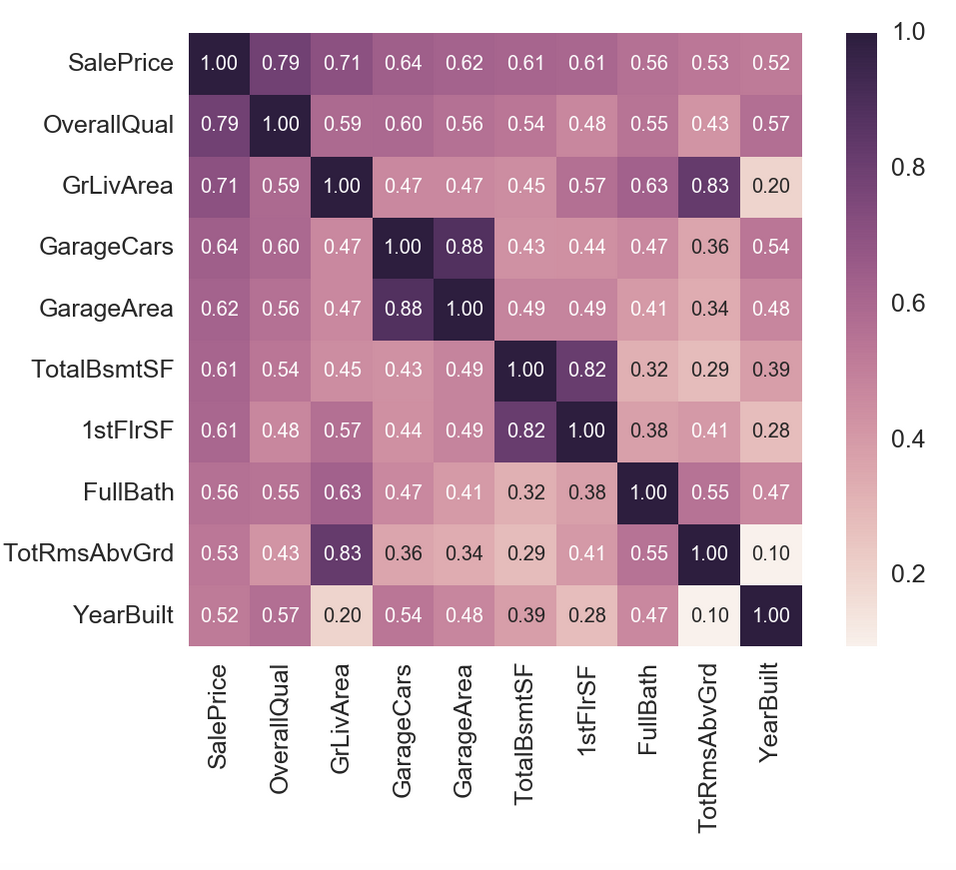 1.0
SalePrice 1.00 0.79 0.71 0.64 0.62 0.61 0.61 0.56 0.53 0.52
OverallQual 0.79 1.00 0.59 0.60 0.56 0.54 0.48 0.55 0.43 0.57
0.8
GrLivArea 0.71 0.59 1.00 0.47 0.47 0.45 0.57 0.63 0.83 0.20
GarageCars 0.64 0.60 0.47 1.00 0.88 0.43 0.44 0.47 0.36 0.54
0.6
GarageArea 0.62 0.56 0.47 0.88 1.00 0.49 0.49 0.41 0.34 0.48
TotalBsmtSF 0.61 0.54 0.45 0.43 0.49 1.00 0.82 0.32 0.29 0.39
1stFlrSF 0.61 0.48 0.57 0.44 0.49 0.82 1.00 0.38 0.41 0.28
0.4
FullBath 0.56 0.55 0.63 0.47 0.41 0.32 0.38 1.00 0.55 0.47
TotRmsAbvGrd 0.53 0.43 0.83 0.36 0.34 0.29 0.41 0.55 1.00 0.10
0.2
YearBuilt 0.52 0.57 0.20 0.54 0.48 0.39 0.28 0.47 0.10 1.00
SalePrice
OverallQual
GrLivArea
GarageCars
GarageArea
TotalBsmtSF
1stFlrSF
FullBath
TotRmsAbvGrd
YearBuilt